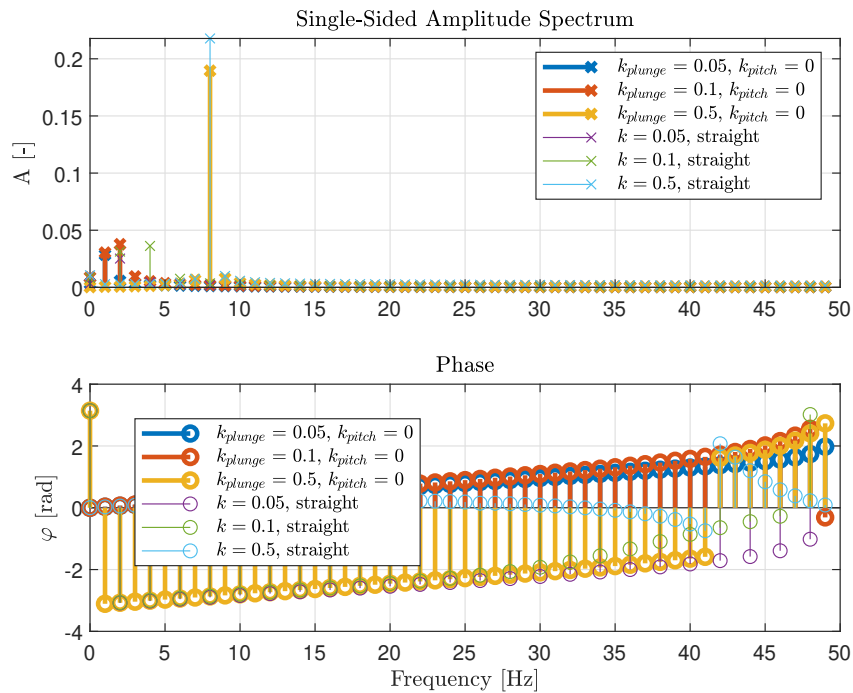 Single-Sided Amplitude Spectrum
0.2
0.15
0.1
0.05
0
A [-]
k_plunge = 0.05, k_pitch = 0
k_plunge = 0.1, k_pitch = 0
k_plunge = 0.5, k_pitch = 0
k = 0.05, straight
k = 0.1, straight
k = 0.5, straight
0 5 10 15 20 25 30 35 40 45 50
Phase
4
2
0
-2
-4
φ [rad]
k_plunge = 0.05, k_pitch = 0
k_plunge = 0.1, k_pitch = 0
k_plunge = 0.5, k_pitch = 0
k = 0.05, straight
k = 0.1, straight
k = 0.5, straight
0 5 10 15 20 25 30 35 40 45 50
Frequency [Hz]